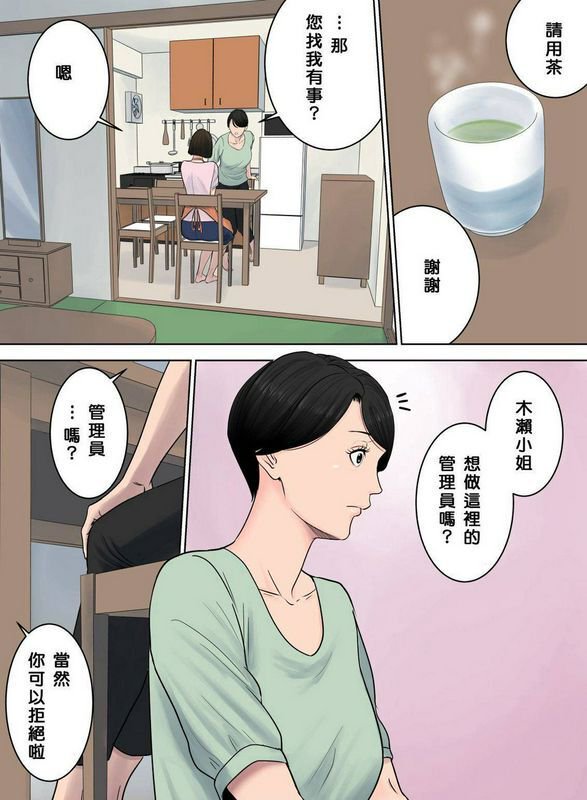 請用茶
謝謝
…那
您找我有事？
嗯
木瀨小姐
想做這裡的
管理員嗎？
管理員
…嗎？
當然
你可以拒絕啦